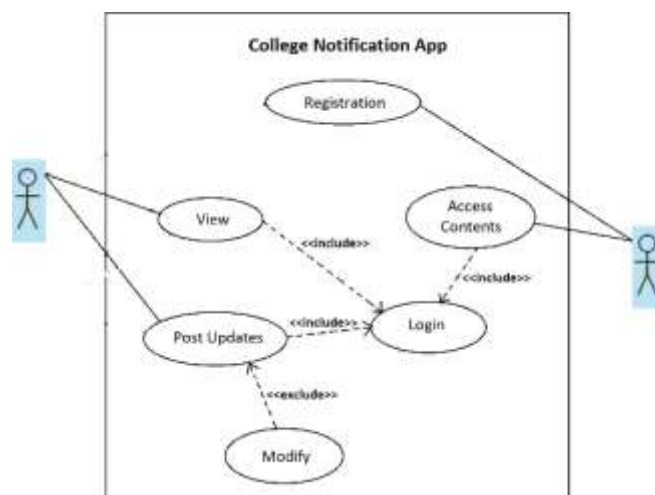 College Notification App
Registration
Access
Contents
View
<<include>>
<<include>>
Login
<<include>>
Post Updates
<<exclude>>
Modify